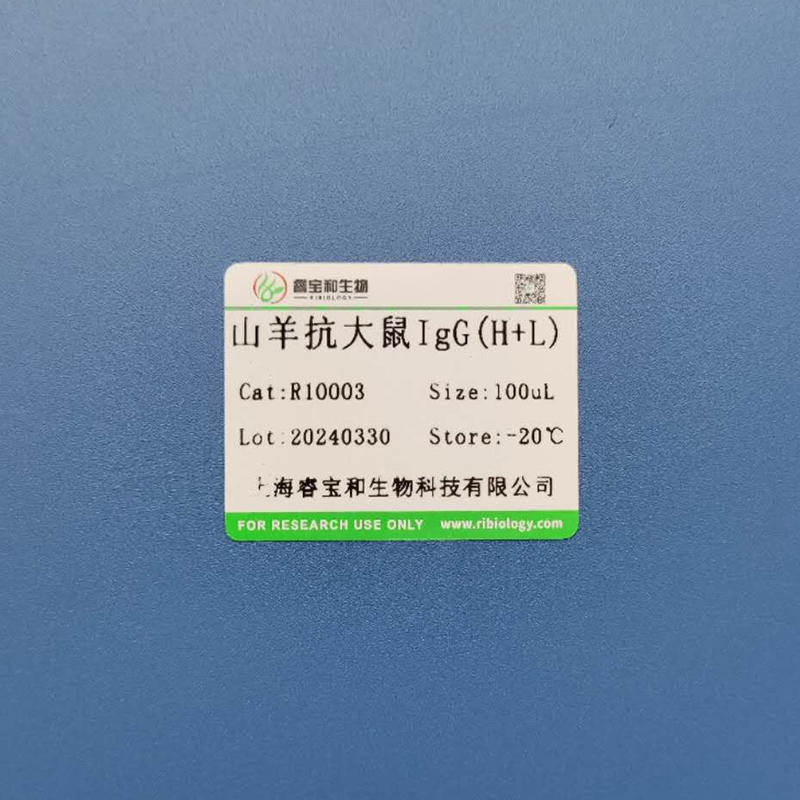 睿宝和生物
RIBIOLOGY
山羊抗大鼠IgG(H+L)
Cat:R10003 Size:100uL
Lot:20240330 Store:-20℃
上海睿宝和生物科技有限公司
FOR RESEARCH USE ONLY www.ribiology.com